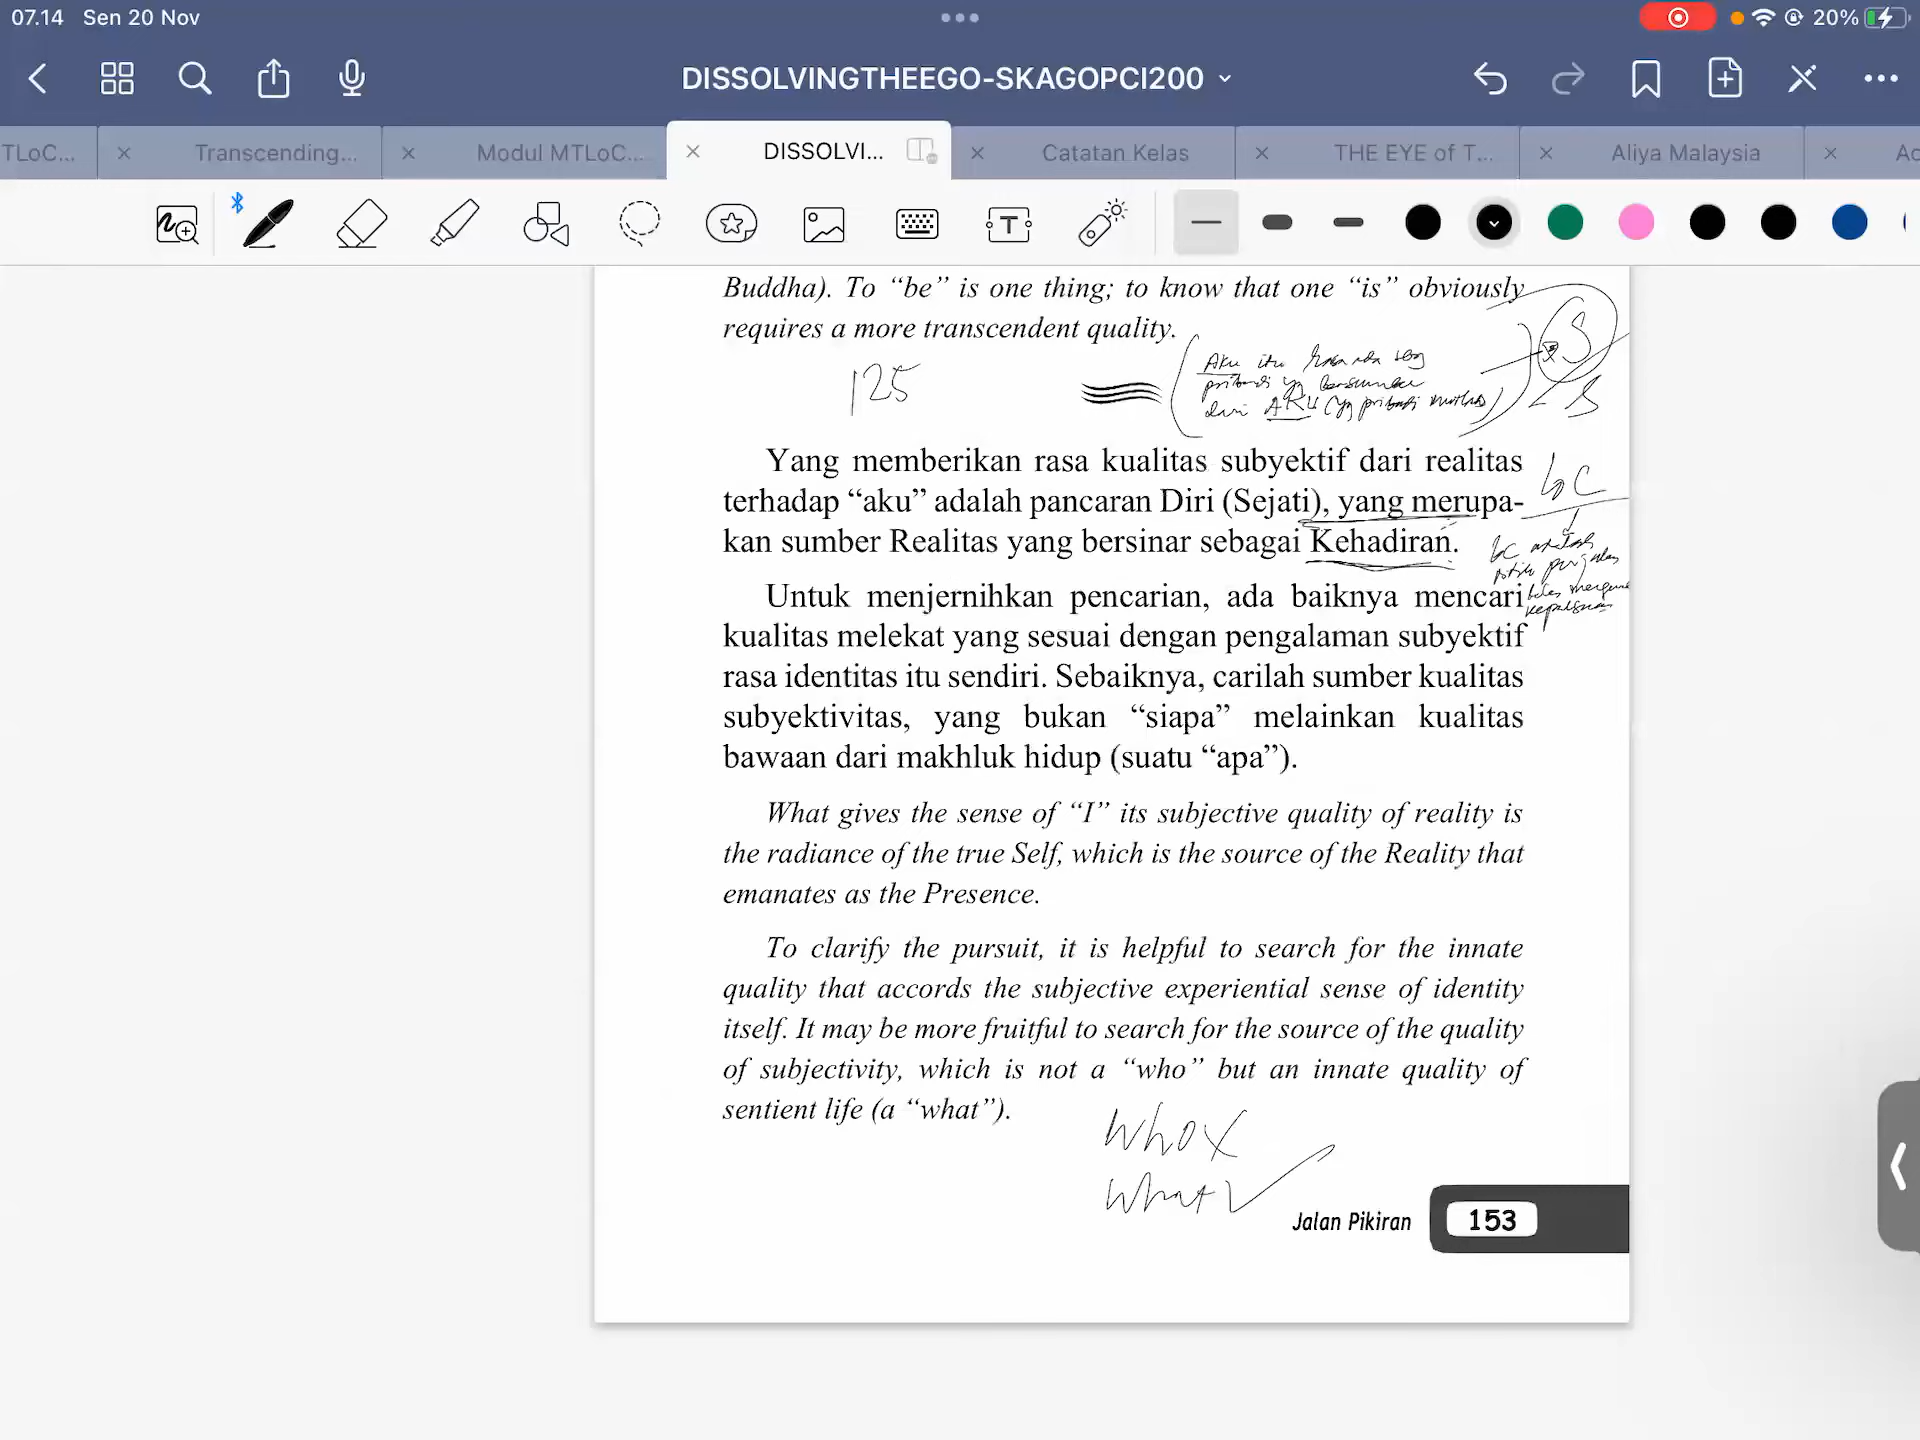 07.14 Sen 20 Nov
20%
DISSOLVINGTHEEGO-SKAGOPCI200
TLoC...
Transcending...
Modul MTLoC...
DISSOLVI...
Catatan Kelas
THE EYE of T...
Aliya Malaysia
Ac
Buddha). To “be” is one thing; to know that one “is” obviously
requires a more transcendent quality.
125
Aku itu
dari AKU (yg pribadi
S
LoC
Yang memberikan rasa kualitas subyektif dari realitas
terhadap “aku” adalah pancaran Diri (Sejati), yang merupa-
kan sumber Realitas yang bersinar sebagai Kehadiran.
Untuk menjernihkan pencarian, ada baiknya mencari
kualitas melekat yang sesuai dengan pengalaman subyektif
rasa identitas itu sendiri. Sebaiknya, carilah sumber kualitas
subyektivitas, yang bukan “siapa” melainkan kualitas
bawaan dari makhluk hidup (suatu “apa”).
What gives the sense of “I” its subjective quality of reality is
the radiance of the true Self, which is the source of the Reality that
emanates as the Presence.
To clarify the pursuit, it is helpful to search for the innate
quality that accords the subjective experiential sense of identity
itself. It may be more fruitful to search for the source of the quality
of subjectivity, which is not a “who” but an innate quality of
sentient life (a “what”).
Who X
What
Jalan Pikiran 153